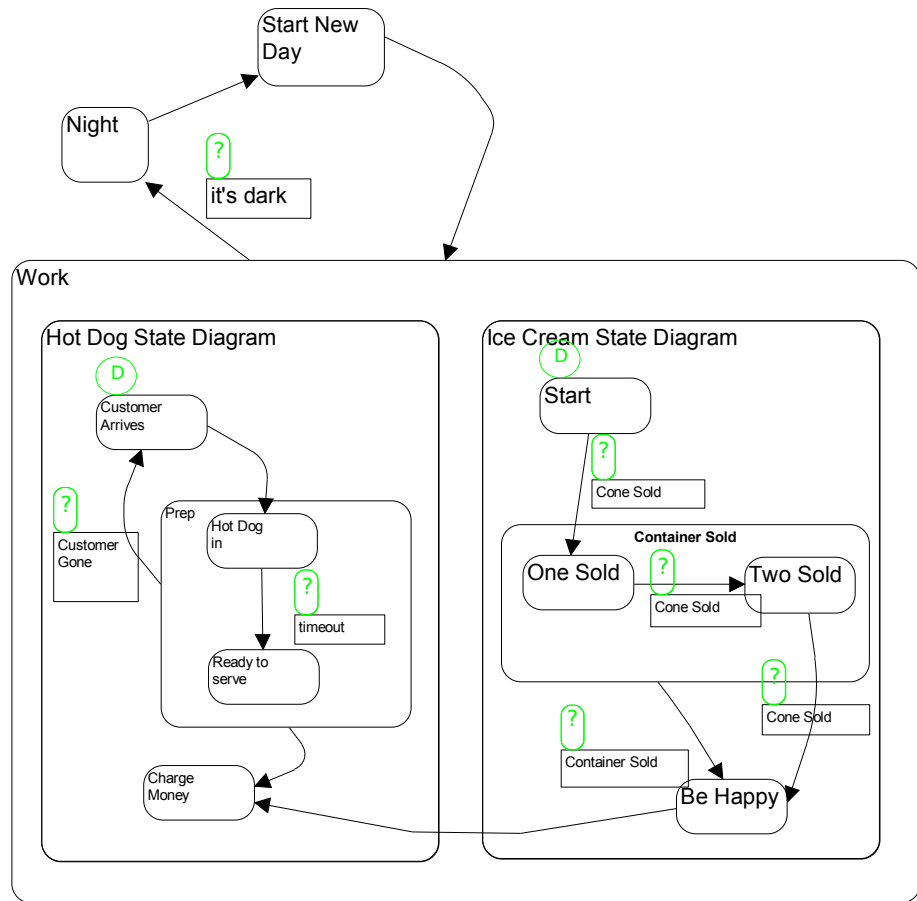 Start New
Day
Night
?
it's dark
Work
Hot Dog State Diagram
Ice Cream State Diagram
D
Customer
Arrives
D
Start
?
Cone Sold
?
Customer
Gone
Prep
Hot Dog
in
?
timeout
Ready to
serve
Container Sold
One Sold
?
Cone Sold
Two Sold
?
Cone Sold
?
Container Sold
Charge
Money
Be Happy